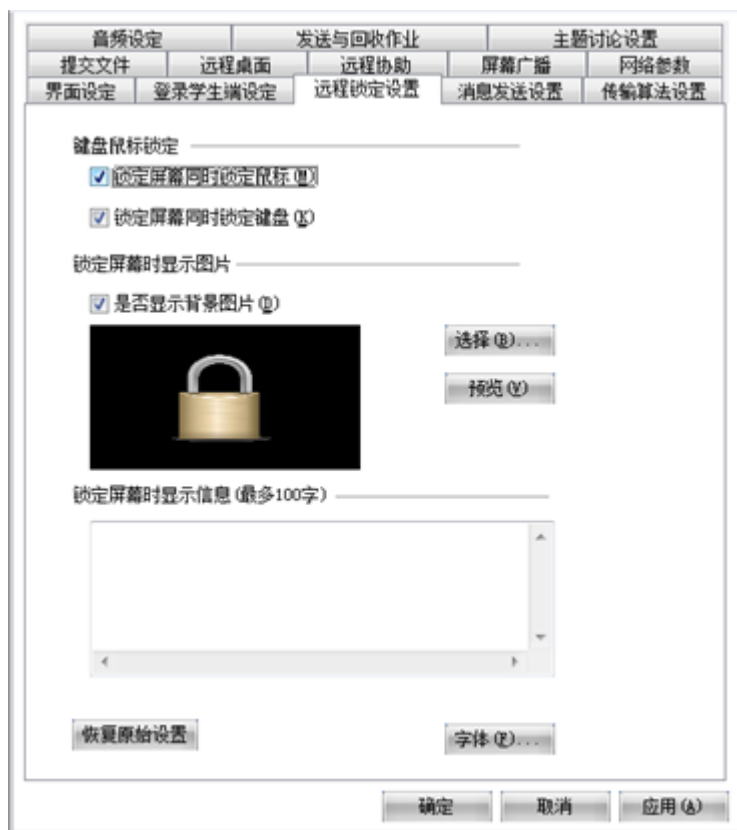 音频设定 发送与回收作业 主题讨论设置
提交文件 远程桌面 远程协助 屏幕广播 网络参数
界面设定 登录学生端设定 远程锁定设置 消息发送设置 传输算法设置
键盘鼠标锁定
锁定屏幕同时锁定鼠标(M)
锁定屏幕同时锁定键盘(K)
锁定屏幕时显示图片
是否显示背景图片(D)
选择(B)...
预览(V)
锁定屏幕时显示信息(最多100字)
恢复原始设置 字体(F)...
确定 取消 应用(A)